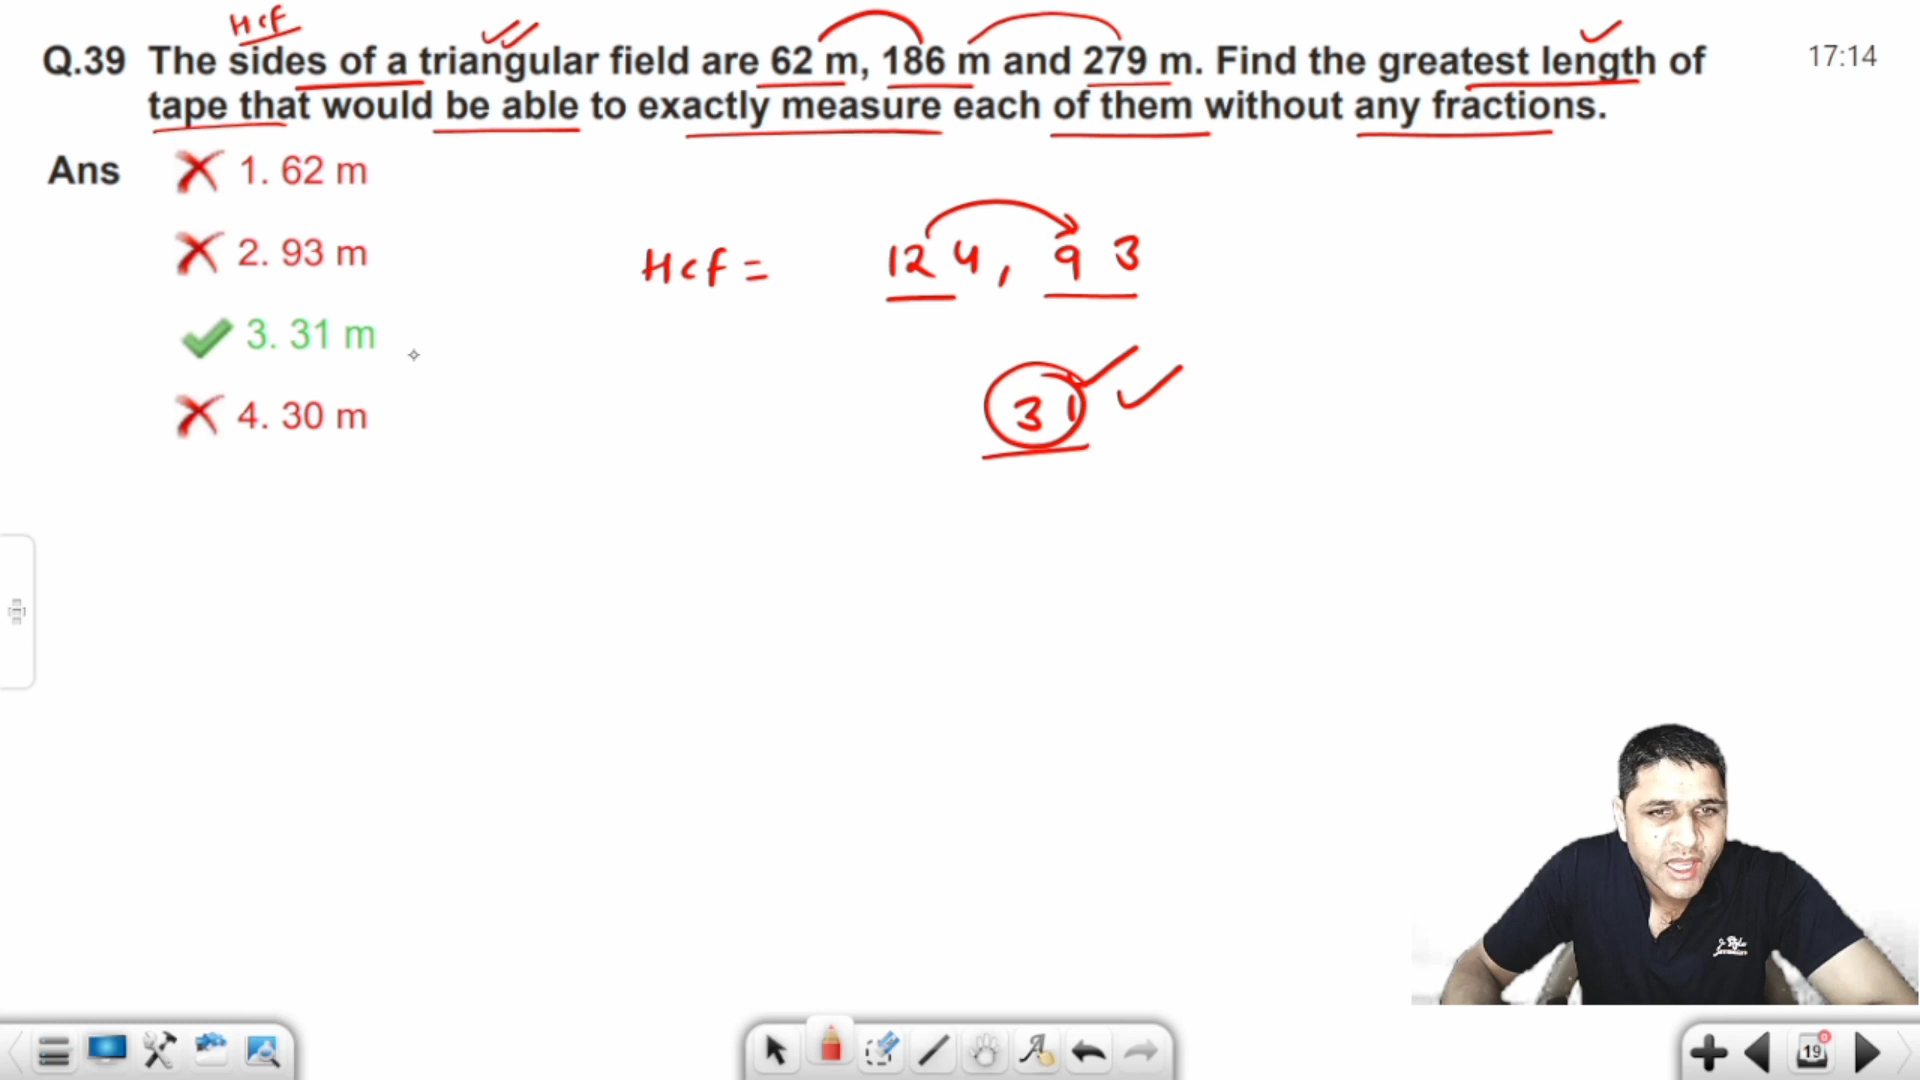 HCF
Q.39 The sides of a triangular field are 62 m, 186 m and 279 m. Find the greatest length of
17:14
tape that would be able to exactly measure each of them without any fractions.
Ans
1. 62 m
2. 93 m
3. 31 m
4. 30 m
HCF = 124, 93
31
19
0